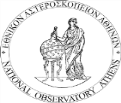 ΕΘΝΙΚΟΝ ΑΣΤΕΡΟΣΚΟΠΕΙΟΝ ΑΘΗΝΩΝ
NATIONAL OBSERVATORY ATHENS